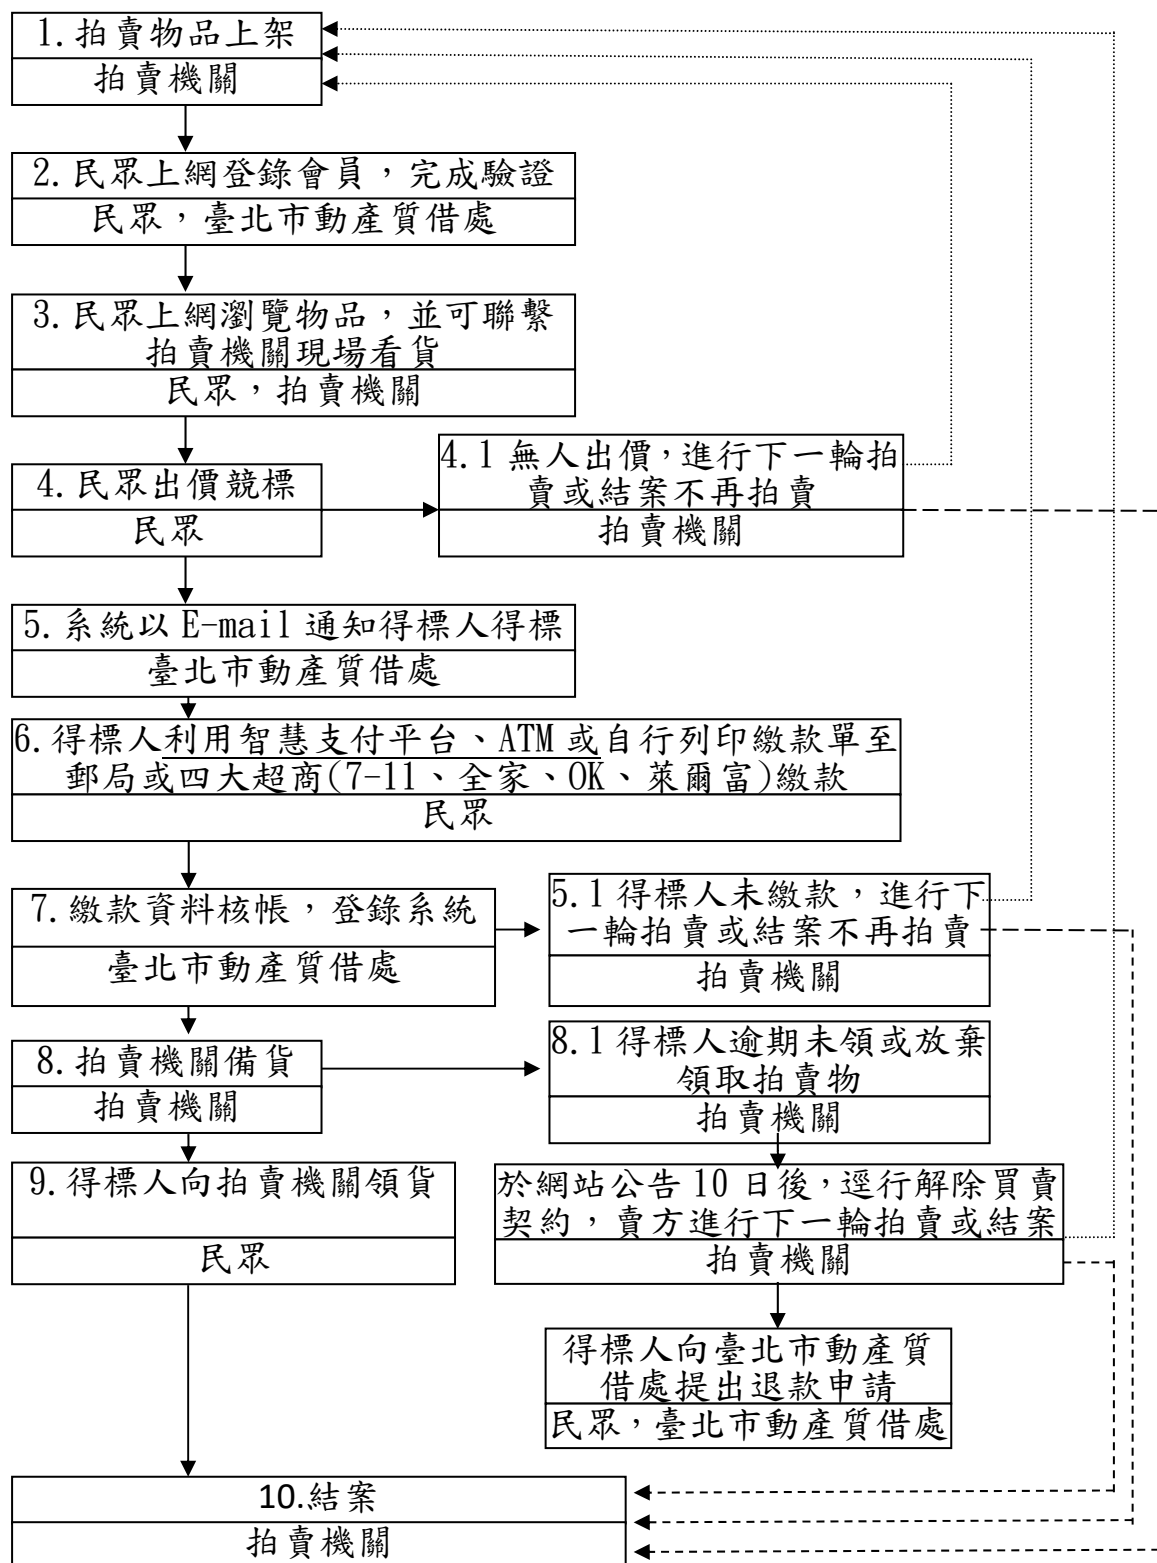 1.拍賣物品上架
拍賣機關
2.民眾上網登錄會員，完成驗證
民眾，臺北市動產質借處
3.民眾上網瀏覽物品，並可聯繫
拍賣機關現場看貨
民眾，拍賣機關
4.民眾出價競標
民眾
4.1 無人出價，進行下一輪拍
賣或結案不再拍賣
拍賣機關
5.系統以 E-mail 通知得標人得標
臺北市動產質借處
6.得標人利用智慧支付平台、ATM 或自行列印繳款單至
郵局或四大超商(7-11、全家、OK、萊爾富)繳款
民眾
7.繳款資料核帳，登錄系統
臺北市動產質借處
5.1 得標人未繳款，進行下
一輪拍賣或結案不再拍賣
拍賣機關
8.拍賣機關備貨
拍賣機關
8.1 得標人逾期未領或放棄
領取拍賣物
拍賣機關
9.得標人向拍賣機關領貨
民眾
於網站公告 10 日後，逕行解除買賣
契約，賣方進行下一輪拍賣或結案
拍賣機關
得標人向臺北市動產質
借處提出退款申請
民眾，臺北市動產質借處
10.結案
拍賣機關